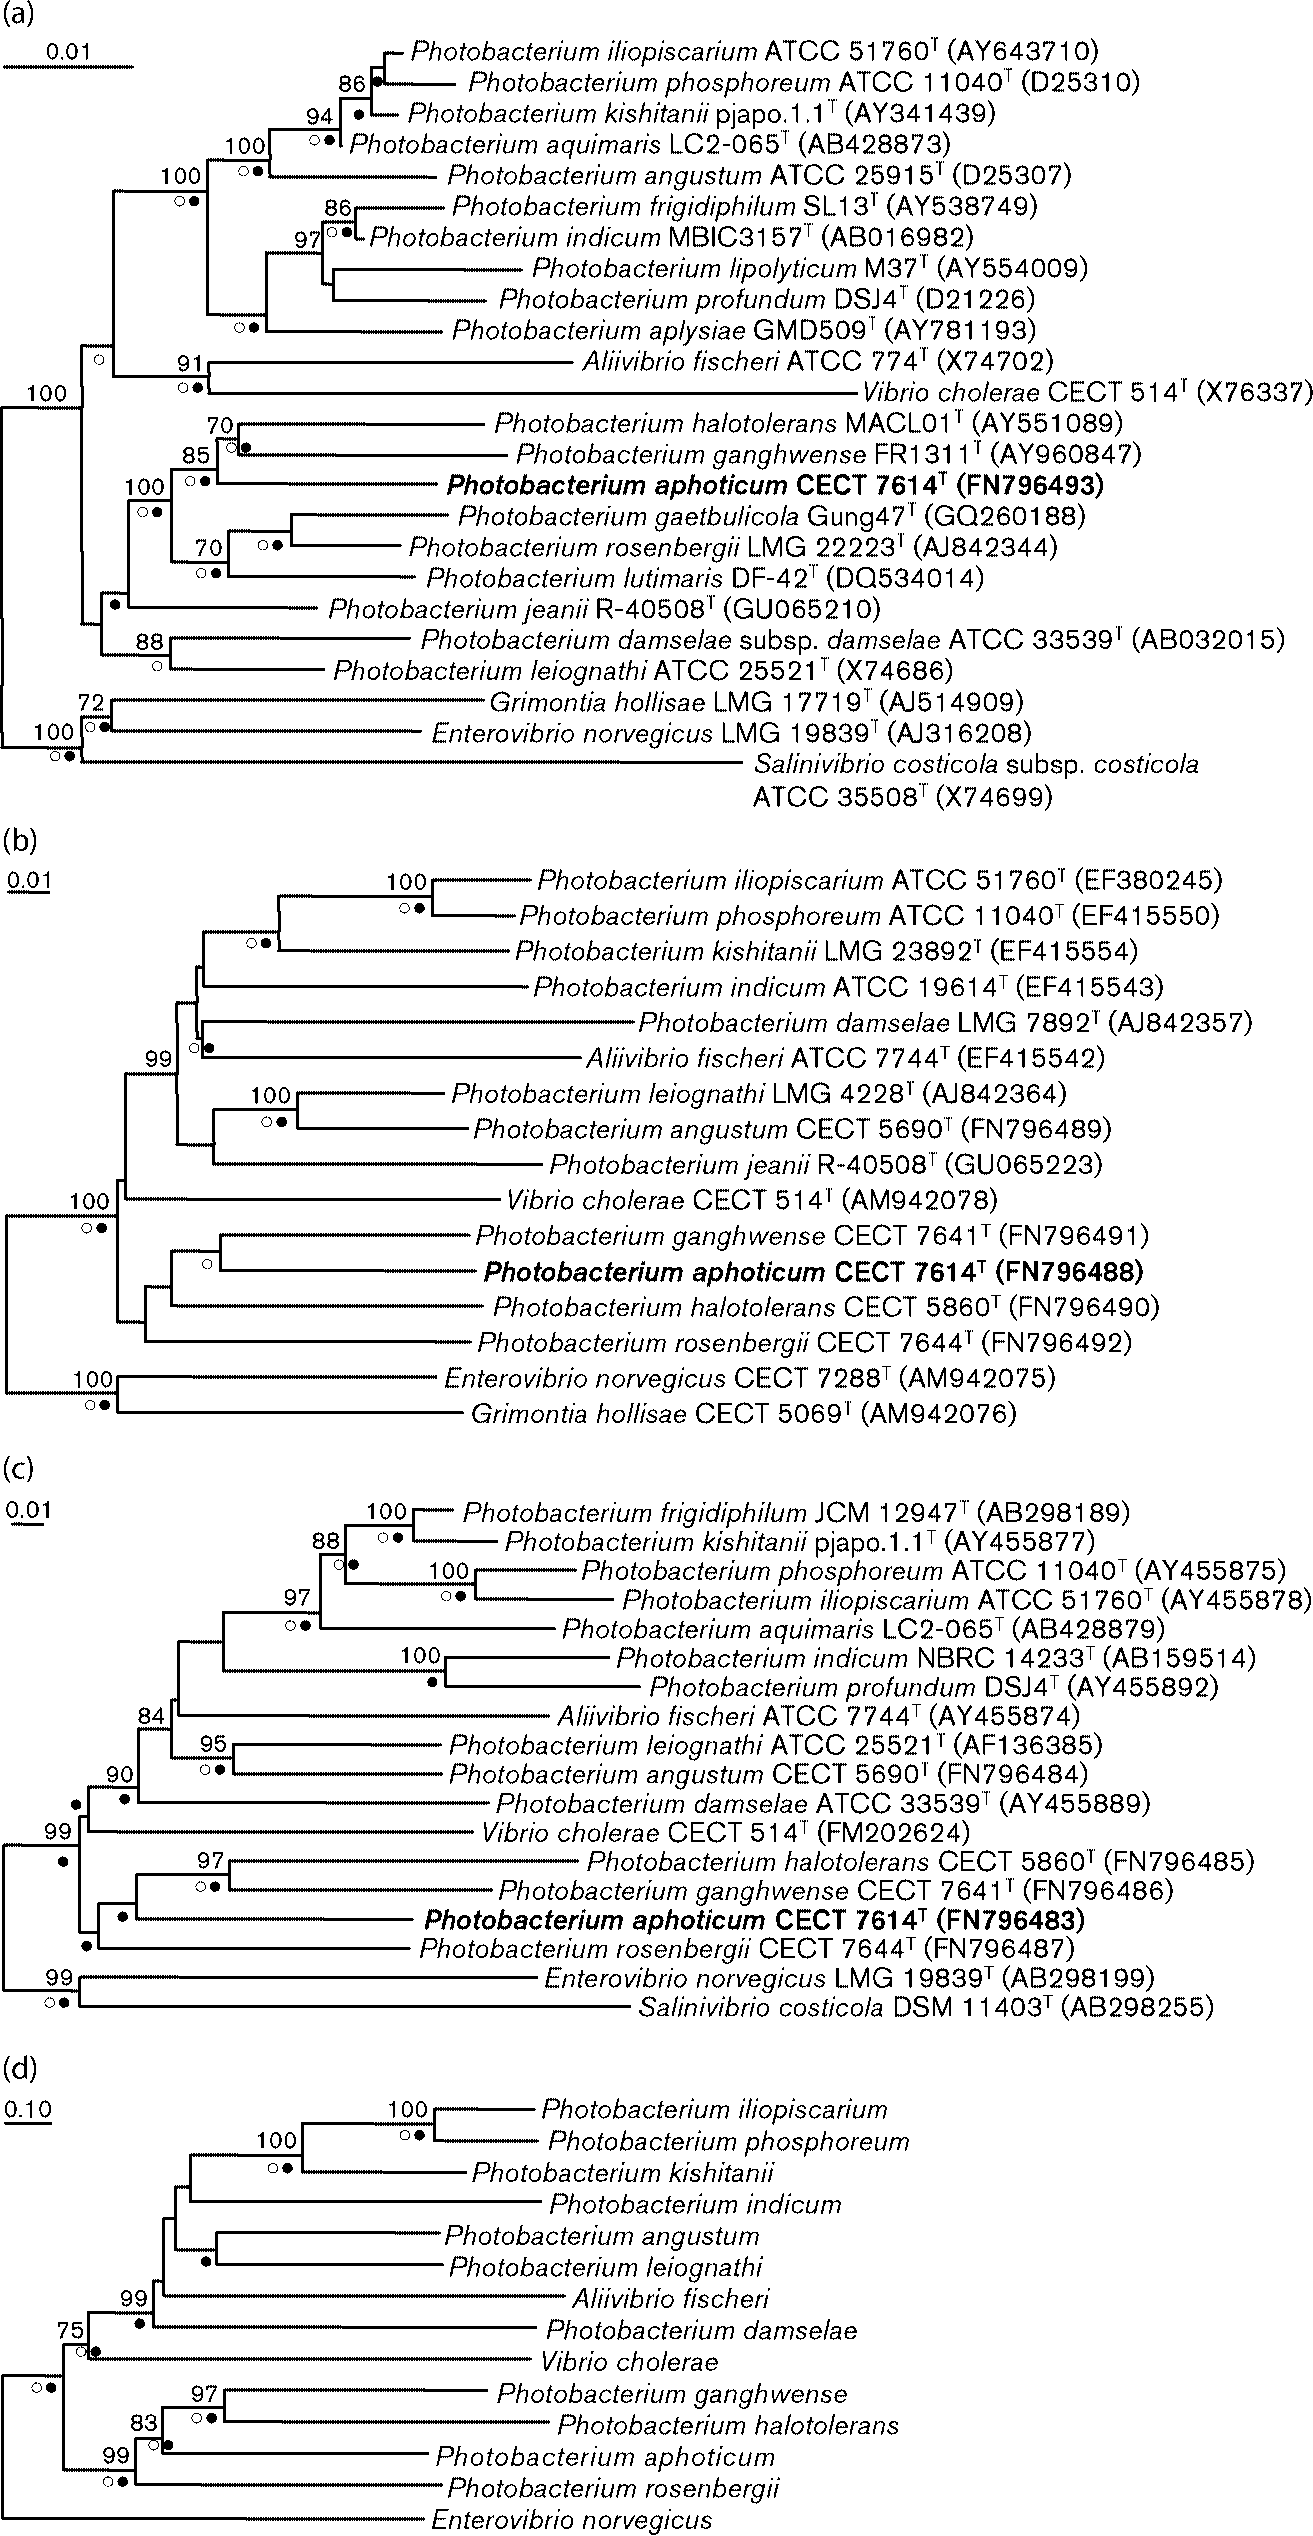 (a)
0.01
Photobacterium iliopiscarium ATCC 51760ᵀ (AY643710)
86
Photobacterium phosphoreum ATCC 11040ᵀ (D25310)
94
Photobacterium kishitanii pjapo.1.1ᵀ (AY341439)
100
Photobacterium aquimaris LC2-065ᵀ (AB428873)
100
Photobacterium angustum ATCC 25915ᵀ (D25307)
86
Photobacterium frigidiphilum SL13ᵀ (AY538749)
97
Photobacterium indicum MBIC3157ᵀ (AB016982)
Photobacterium lipolyticum M37ᵀ (AY554009)
Photobacterium profundum DSJ4ᵀ (D21226)
Photobacterium aplysiae GMD509ᵀ (AY781193)
91
Aliivibrio fischeri ATCC 774ᵀ (X74702)
100
Vibrio cholerae CECT 514ᵀ (X76337)
70
Photobacterium halotolerans MACL01ᵀ (AY551089)
85
Photobacterium ganghwense FR1311ᵀ (AY960847)
100
Photobacterium aphoticum CECT 7614ᵀ (FN796493)
Photobacterium gaetbulicola Gung47ᵀ (GQ260188)
70
Photobacterium rosenbergii LMG 22223ᵀ (AJ842344)
Photobacterium lutimaris DF-42ᵀ (DQ534014)
Photobacterium jeanii R-40508ᵀ (GU065210)
88
Photobacterium damselae subsp. damselae ATCC 33539ᵀ (AB032015)
Photobacterium leiognathi ATCC 25521ᵀ (X74686)
72
Grimontia hollisae LMG 17719ᵀ (AJ514909)
100
Enterovibrio norvegicus LMG 19839ᵀ (AJ316208)
Salinivibrio costicola subsp. costicola
ATCC 35508ᵀ (X74699)
(b)
0.01
100
Photobacterium iliopiscarium ATCC 51760ᵀ (EF380245)
Photobacterium phosphoreum ATCC 11040ᵀ (EF415550)
Photobacterium kishitanii LMG 23892ᵀ (EF415554)
Photobacterium indicum ATCC 19614ᵀ (EF415543)
Photobacterium damselae LMG 7892ᵀ (AJ842357)
99
Aliivibrio fischeri ATCC 7744ᵀ (EF415542)
100
Photobacterium leiognathi LMG 4228ᵀ (AJ842364)
Photobacterium angustum CECT 5690ᵀ (FN796489)
Photobacterium jeanii R-40508ᵀ (GU065223)
100
Vibrio cholerae CECT 514ᵀ (AM942078)
Photobacterium ganghwense CECT 7641ᵀ (FN796491)
Photobacterium aphoticum CECT 7614ᵀ (FN796488)
Photobacterium halotolerans CECT 5860ᵀ (FN796490)
Photobacterium rosenbergii CECT 7644ᵀ (FN796492)
100
Enterovibrio norvegicus CECT 7288ᵀ (AM942075)
Grimontia hollisae CECT 5069ᵀ (AM942076)
(c)
0.01
100
Photobacterium frigidiphilum JCM 12947ᵀ (AB298189)
88
Photobacterium kishitanii pjapo.1.1ᵀ (AY455877)
100
Photobacterium phosphoreum ATCC 11040ᵀ (AY455875)
97
Photobacterium iliopiscarium ATCC 51760ᵀ (AY455878)
Photobacterium aquimaris LC2-065ᵀ (AB428879)
100
Photobacterium indicum NBRC 14233ᵀ (AB159514)
Photobacterium profundum DSJ4ᵀ (AY455892)
84
Aliivibrio fischeri ATCC 7744ᵀ (AY455874)
95
Photobacterium leiognathi ATCC 25521ᵀ (AF136385)
90
Photobacterium angustum CECT 5690ᵀ (FN796484)
Photobacterium damselae ATCC 33539ᵀ (AY455889)
99
Vibrio cholerae CECT 514ᵀ (FM202624)
97
Photobacterium halotolerans CECT 5860ᵀ (FN796485)
Photobacterium ganghwense CECT 7641ᵀ (FN796486)
Photobacterium aphoticum CECT 7614ᵀ (FN796483)
Photobacterium rosenbergii CECT 7644ᵀ (FN796487)
99
Enterovibrio norvegicus LMG 19839ᵀ (AB298199)
Salinivibrio costicola DSM 11403ᵀ (AB298255)
(d)
0.10
100
Photobacterium iliopiscarium
100
Photobacterium phosphoreum
Photobacterium kishitanii
Photobacterium indicum
Photobacterium angustum
Photobacterium leiognathi
99
Aliivibrio fischeri
75
Photobacterium damselae
Vibrio cholerae
97
Photobacterium ganghwense
83
Photobacterium halotolerans
99
Photobacterium aphoticum
Photobacterium rosenbergii
Enterovibrio norvegicus